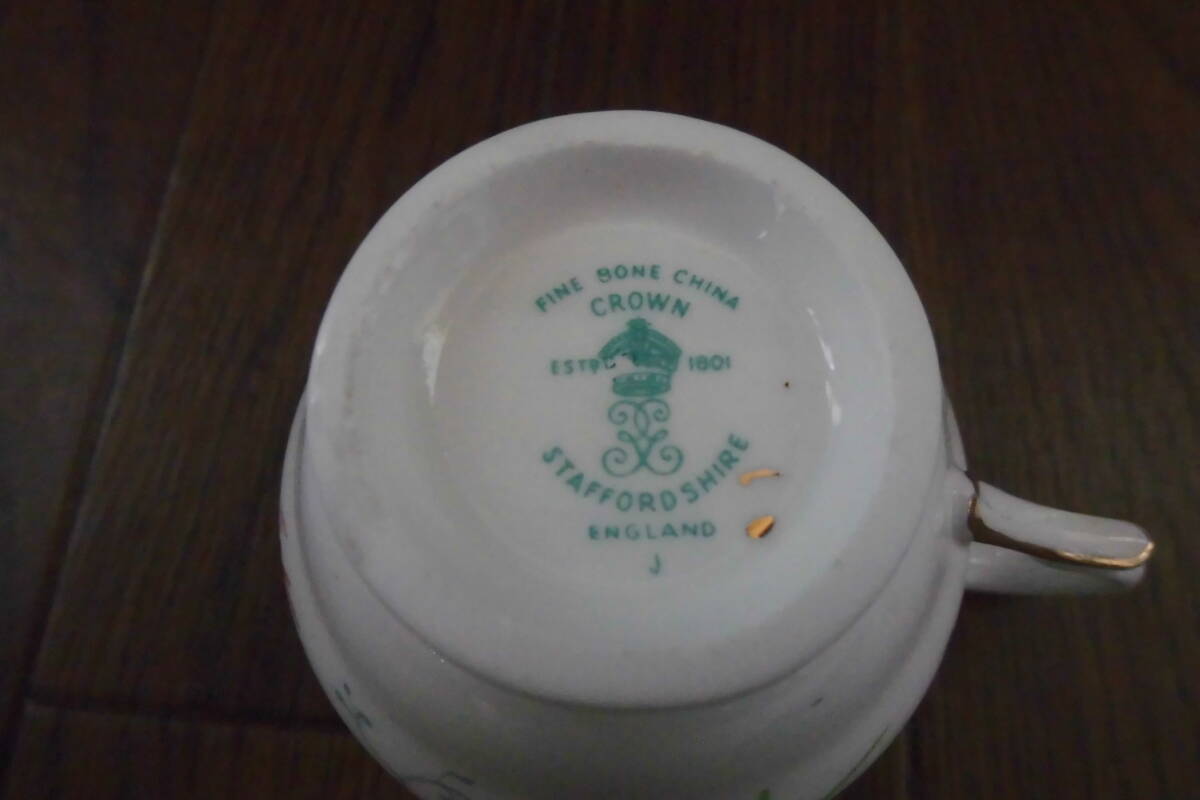 FINE BONE CHINA
CROWN
ESTD 1801
STAFFORDSHIRE
ENGLAND
J